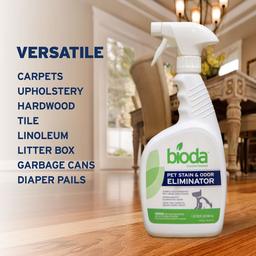 VERSATILE
CARPETS
UPHOLSTERY
HARDWOOD
TILE
LINOLEUM
LITTER BOX
GARBAGE CANS
DIAPER PAILS
bioda
PET STAIN & ODOR
ELIMINATOR